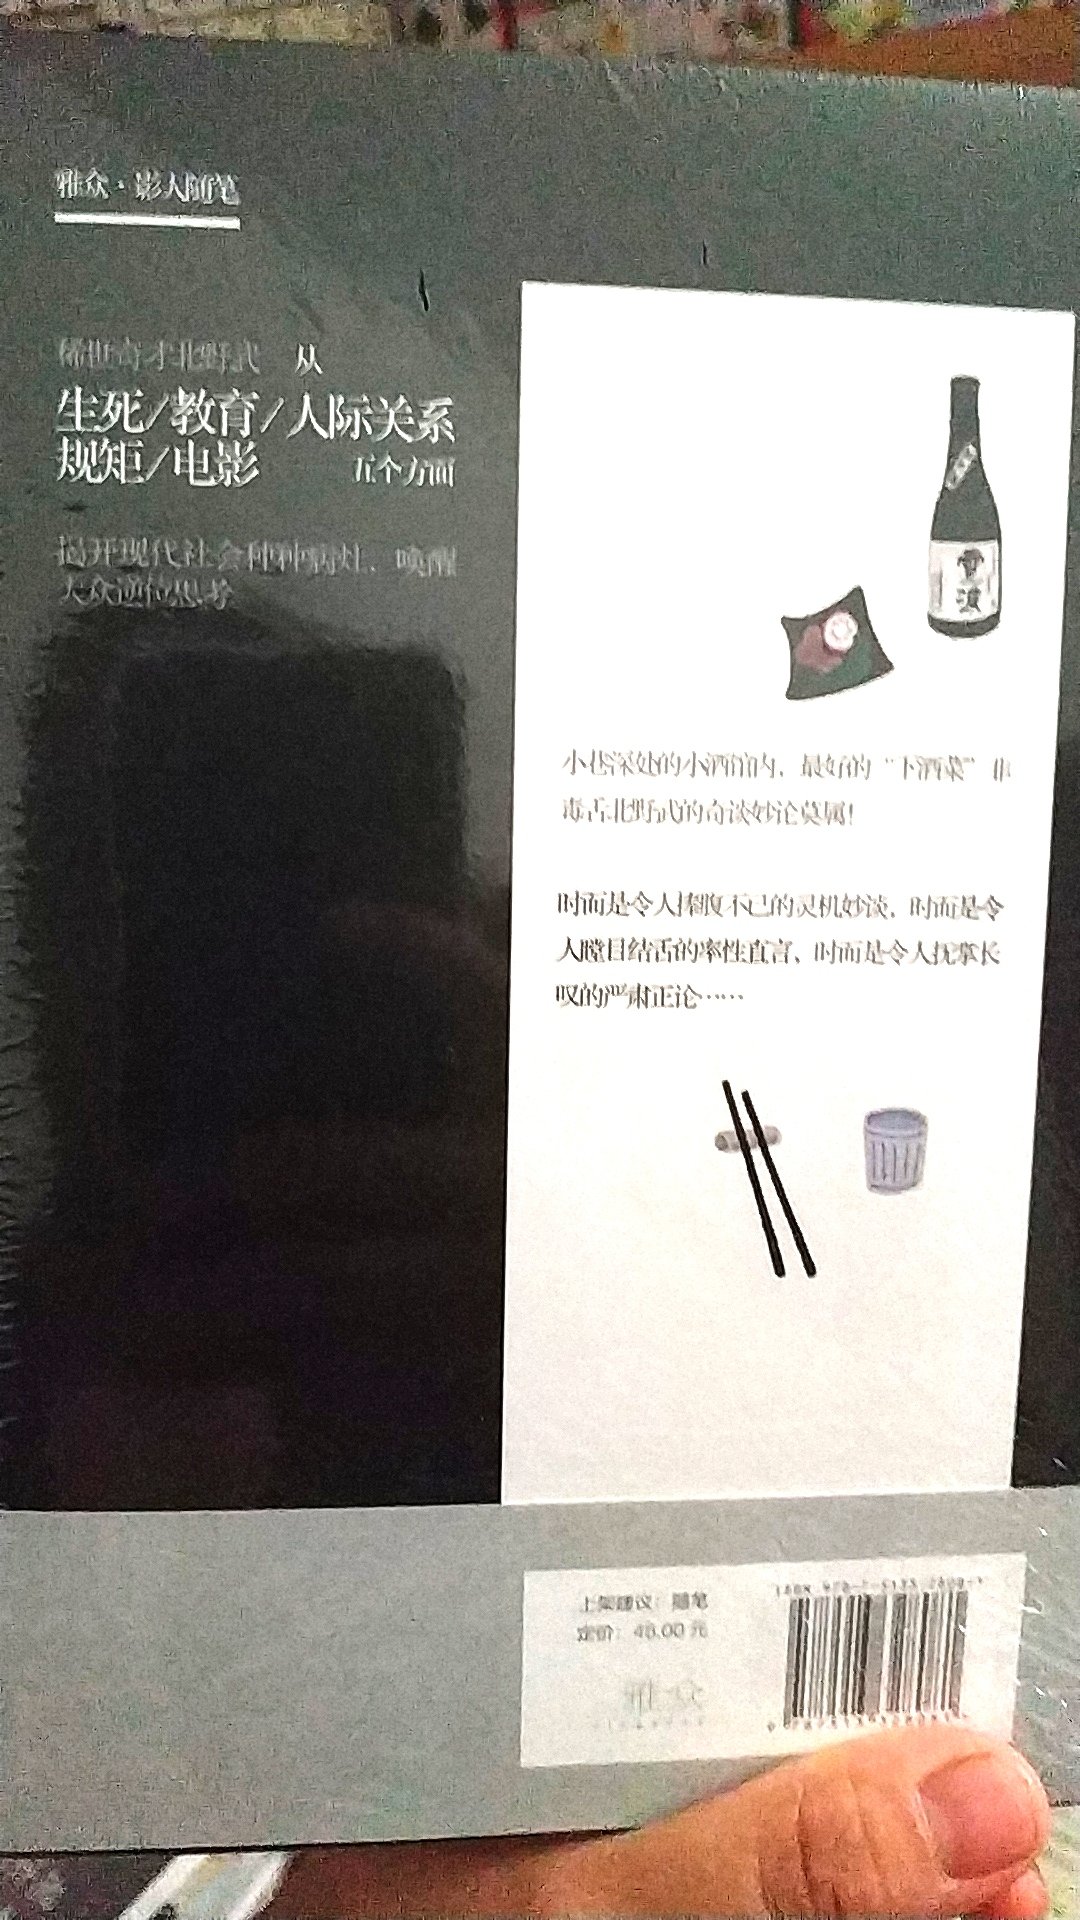 雅众·影人随笔
稀世奇才北野武 从
生死/教育/人际关系
规矩/电影 五个方面
揭开现代社会种种病灶，唤醒
大众逆位思考
小巷深处的小酒馆内，最好的“下酒菜”非
毒舌北野武的奇谈妙论莫属！
时而是令人捧腹不已的灵机妙谈，时而是令
人瞠目结舌的率性直言，时而是令人抚掌长
叹的严肃正论……
上架建议：随笔
定价：48.00 元
雅众